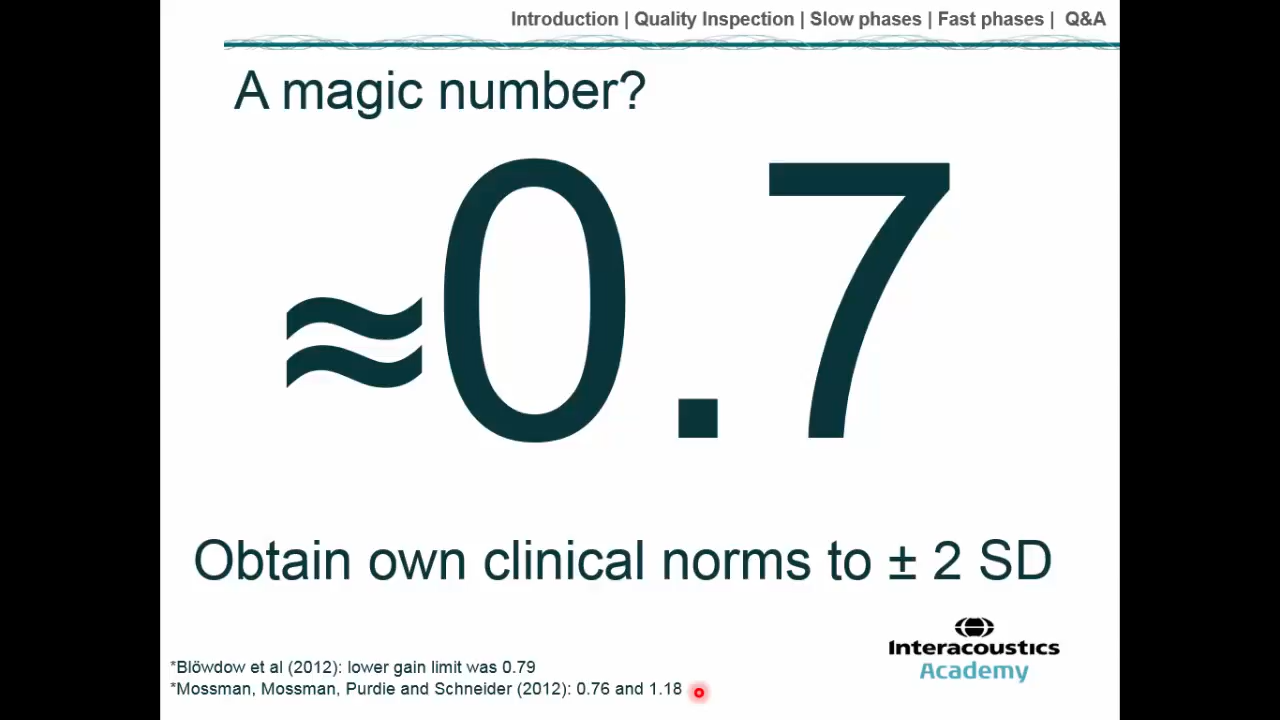 Introduction | Quality Inspection | Slow phases | Fast phases | Q&A
A magic number?
≈0.7
Obtain own clinical norms to ± 2 SD
Interacoustics
Academy
*Blöwdow et al (2012): lower gain limit was 0.79
*Mossman, Mossman, Purdie and Schneider (2012): 0.76 and 1.18